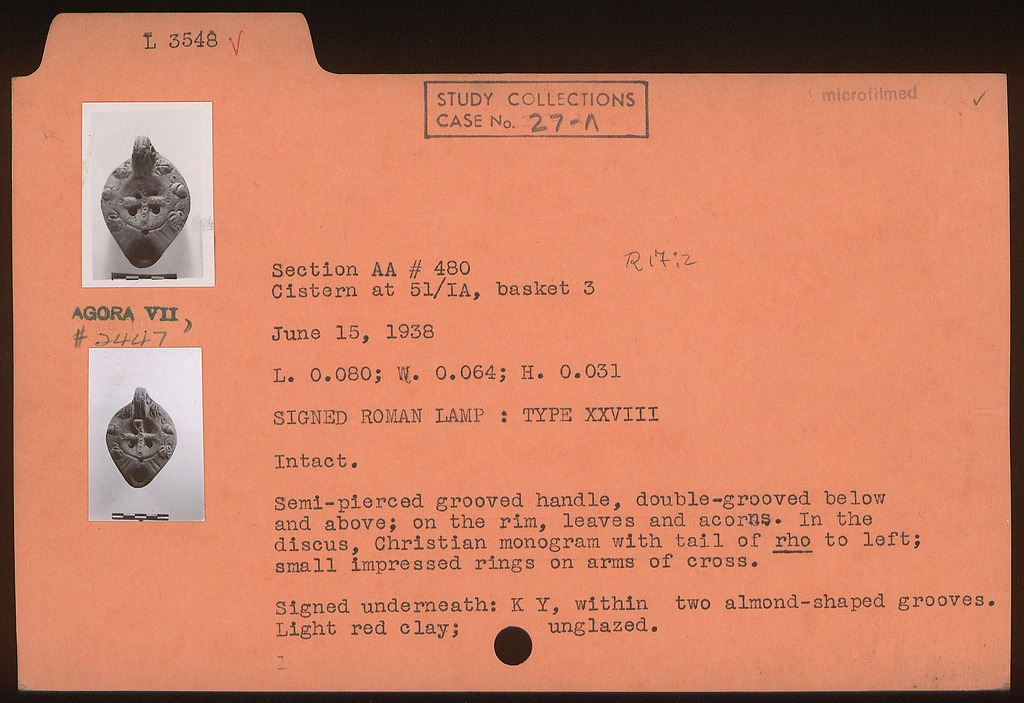 L 3548
STUDY COLLECTIONS
CASE No. 27-A
microfilmed
Section AA # 480
R 17:2
Cistern at 51/IA, basket 3
AGORA VII,
# 2447
June 15, 1938
L. 0.080; W. 0.064; H. 0.031
SIGNED ROMAN LAMP : TYPE XXVIII
Intact.
Semi-pierced grooved handle, double-grooved below
and above; on the rim, leaves and acorns. In the
discus, Christian monogram with tail of rho to left;
small impressed rings on arms of cross.
Signed underneath: K Y, within two almond-shaped grooves.
Light red clay; unglazed.